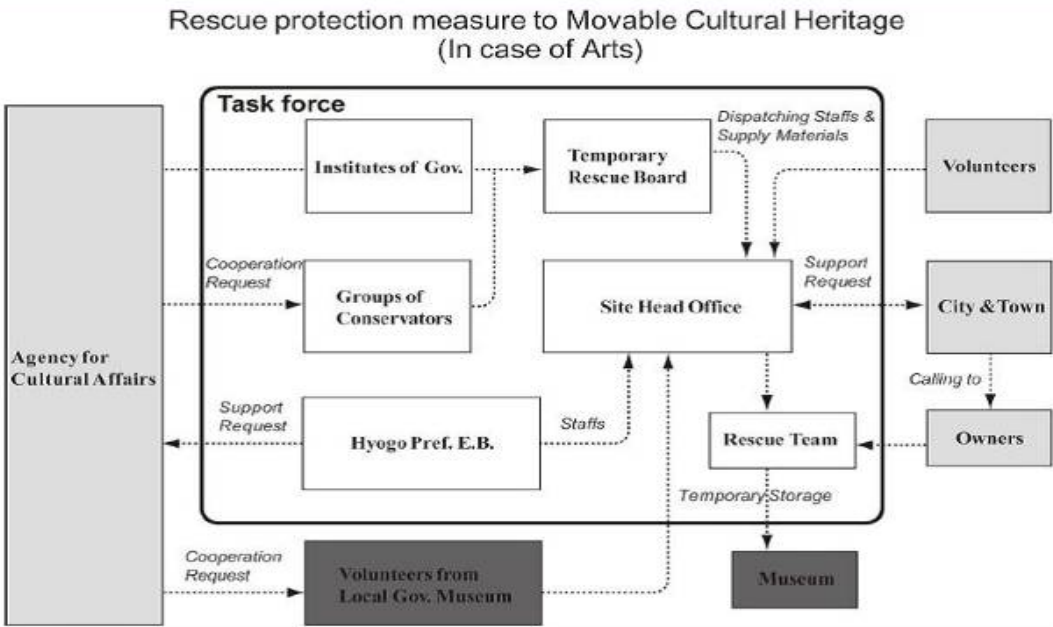 Rescue protection measure to Movable Cultural Heritage
(In case of Arts)
Task force
Dispatching Staffs &
Supply Materials
Institutes of Gov.
Temporary
Rescue Board
Volunteers
Cooperation
Request
Groups of
Conservators
Site Head Office
Support
Request
City & Town
Agency for
Cultural Affairs
Calling to
Support
Request
Hyogo Pref. E.B.
Staffs
Rescue Team
Owners
Temporary Storage
Cooperation
Request
Volunteers from
Local Gov. Museum
Museum